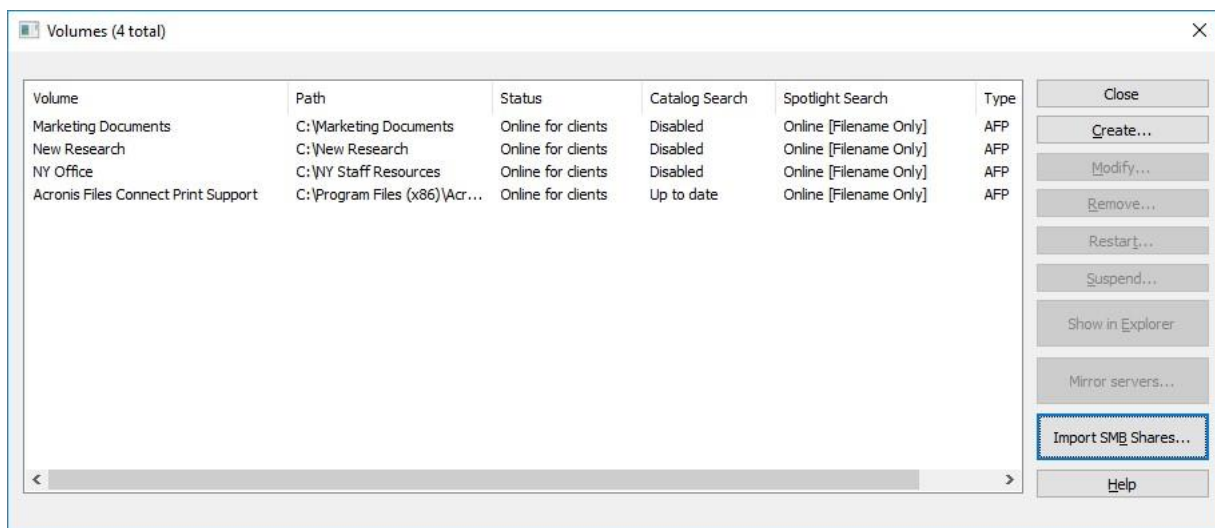 Volumes (4 total)
Volume Path Status Catalog Search Spotlight Search Type
Marketing Documents C:\Marketing Documents Online for clients Disabled Online [Filename Only] AFP
New Research C:\New Research Online for clients Disabled Online [Filename Only] AFP
NY Office C:\NY Staff Resources Online for clients Disabled Online [Filename Only] AFP
Acronis Files Connect Print Support C:\Program Files (x86)\Acr... Online for clients Up to date Online [Filename Only] AFP
Close
Create...
Modify...
Remove...
Restart...
Suspend...
Show in Explorer
Mirror servers...
Import SMB Shares...
Help